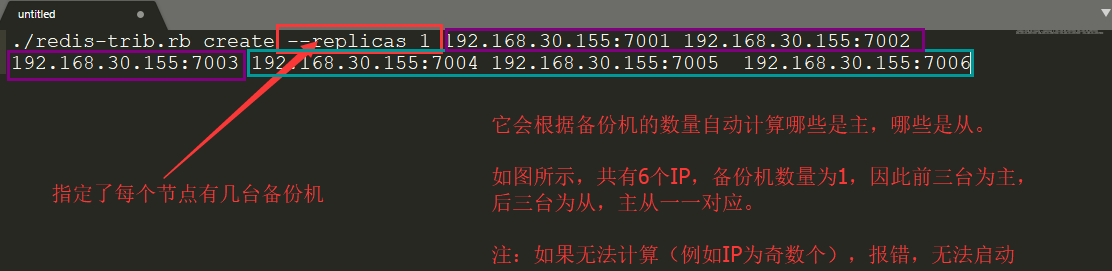 untitled
./redis-trib.rb create --replicas 1 192.168.30.155:7001 192.168.30.155:7002
192.168.30.155:7003 192.168.30.155:7004 192.168.30.155:7005  192.168.30.155:7006
它会根据备份机的数量自动计算哪些是主，哪些是从。
指定了每个节点有几台备份机
如图所示，共有6个IP，备份机数量为1，因此前三台为主，
后三台为从，主从一一对应。
注：如果无法计算（例如IP为奇数个），报错，无法启动